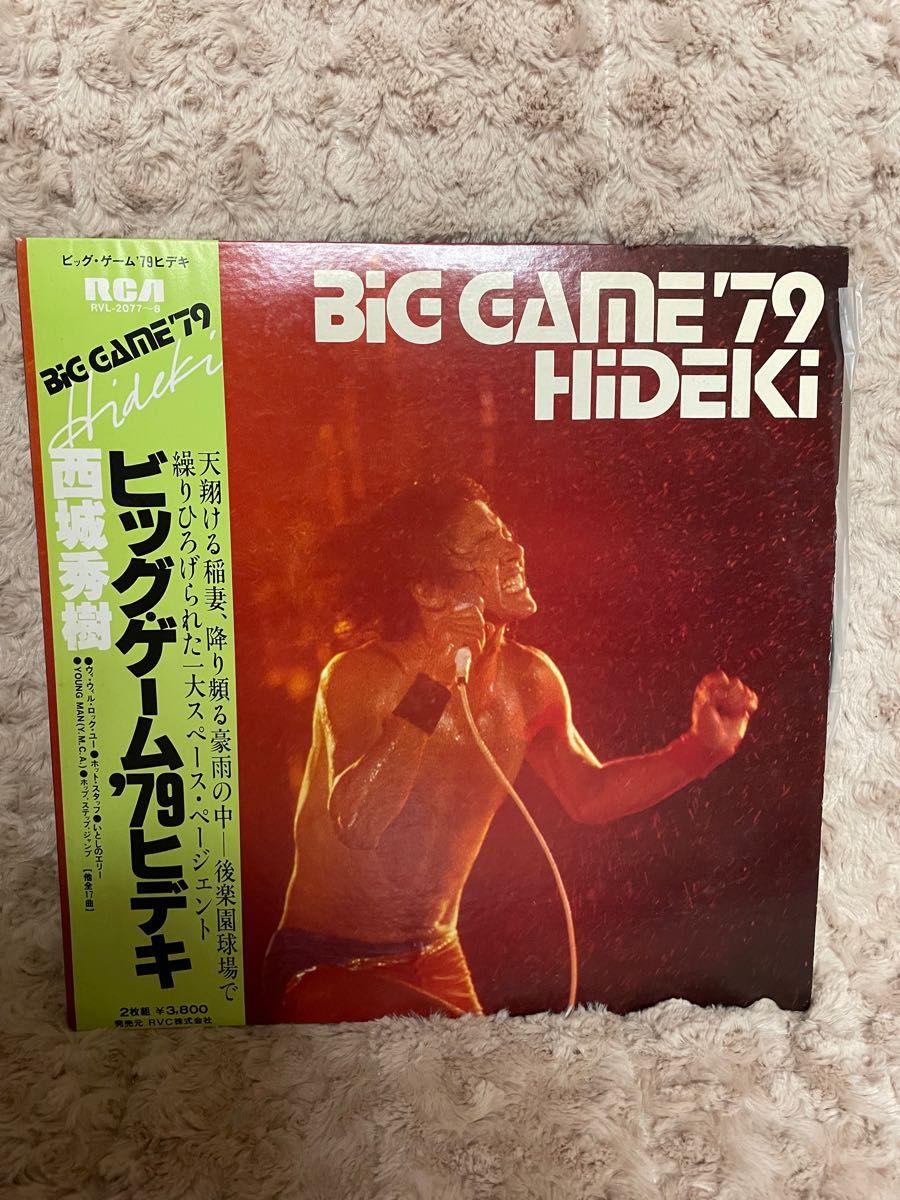 ビッグ・ゲーム'79ヒデキ
RCA
RVL-2077~8
BiG GAME'79
Hideki
西城秀樹
ビッグ・ゲーム'79ヒデキ
天翔ける稲妻、降り頻る豪雨の中—後楽園球場で
繰りひろげられた一大スペース・ページェント
●ウィ・ウィル・ロック・ユー●ホット・スタッフ●いとしのエリー
●YOUNG MAN(Y.M.C.A.)●ホップ・ステップ・ジャンプ
[他全17曲]
2枚組 ¥3,800
発売元 RVC株式会社
BiG GAME'79
HiDEKi